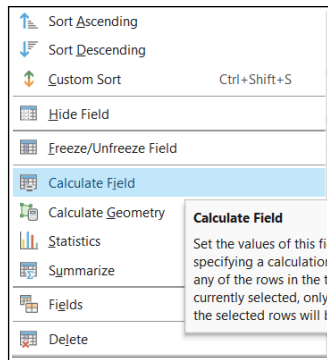 Sort Ascending
Sort Descending
Custom Sort Ctrl+Shift+S
Hide Field
Freeze/Unfreeze Field
Calculate Field
Calculate Geometry
Statistics
Summarize
Fields
Delete
Calculate Field
Set the values of this
specifying a calculation
any of the rows in the
currently selected, only
the selected rows will